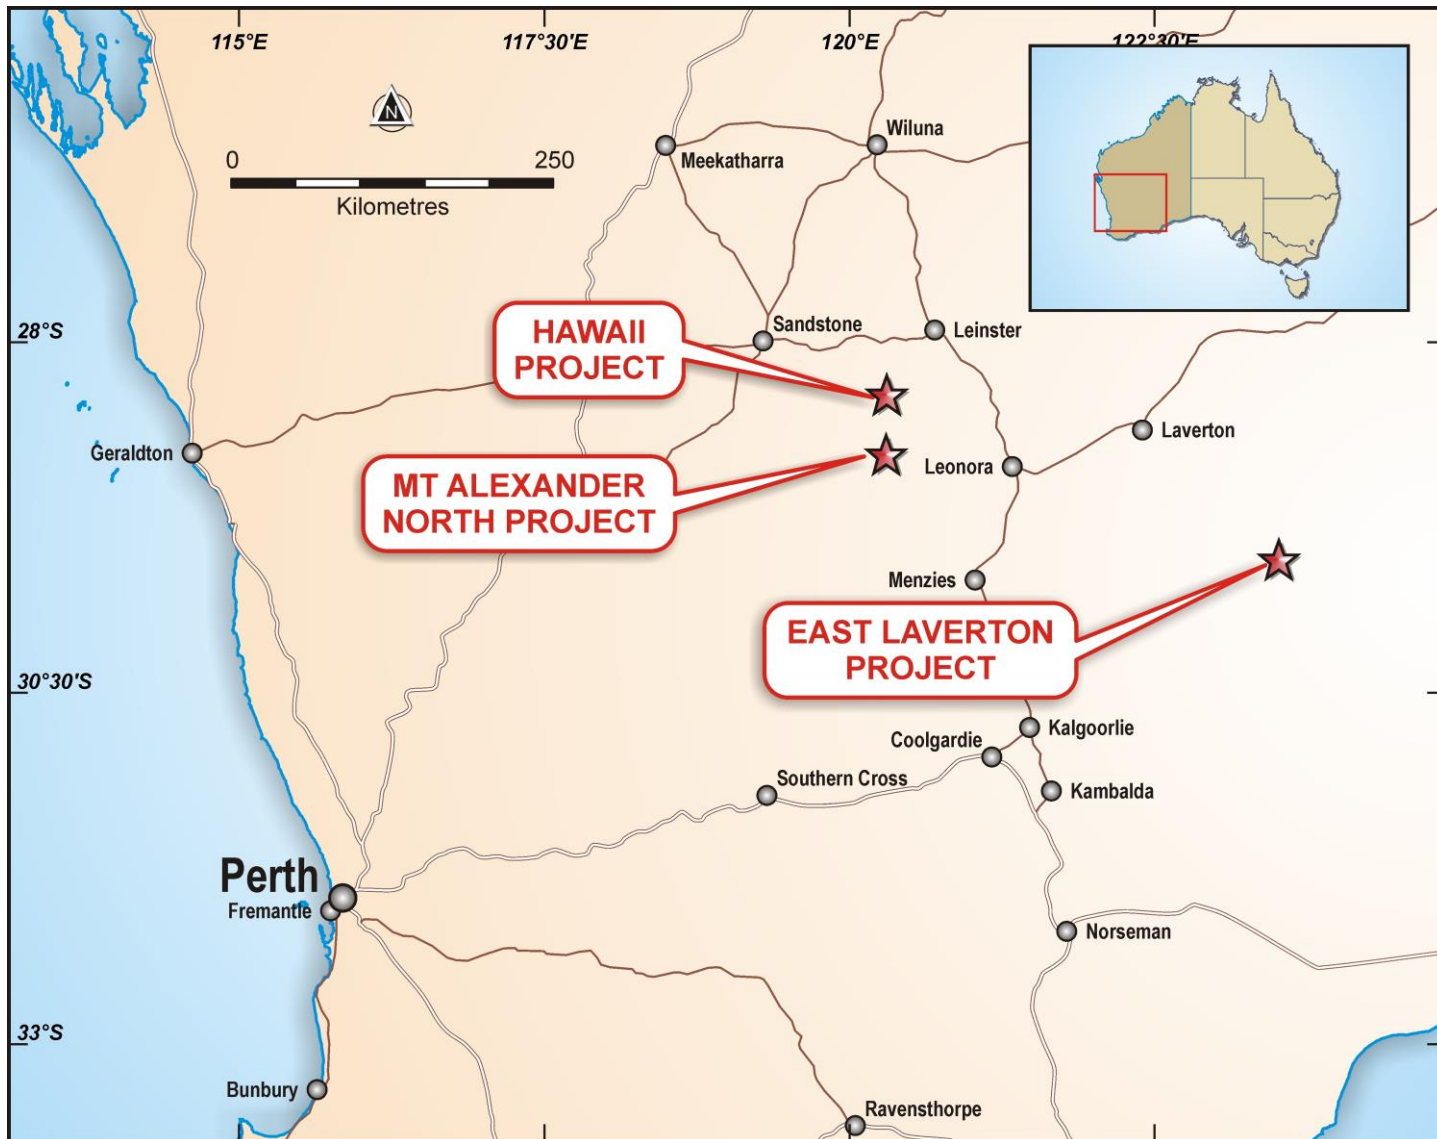 115°E
117°30'E
120°E
122°30'E
N
0
250
Kilometres
Wiluna
Meekatharra
HAWAII
PROJECT
Sandstone
Leinster
28°S
Geraldton
Laverton
Leonora
MT ALEXANDER
NORTH PROJECT
Menzies
EAST LAVERTON
PROJECT
30°30'S
Kalgoorlie
Coolgardie
Southern Cross
Kambalda
Perth
Fremantle
Norseman
33°S
Bunbury
Ravensthorpe